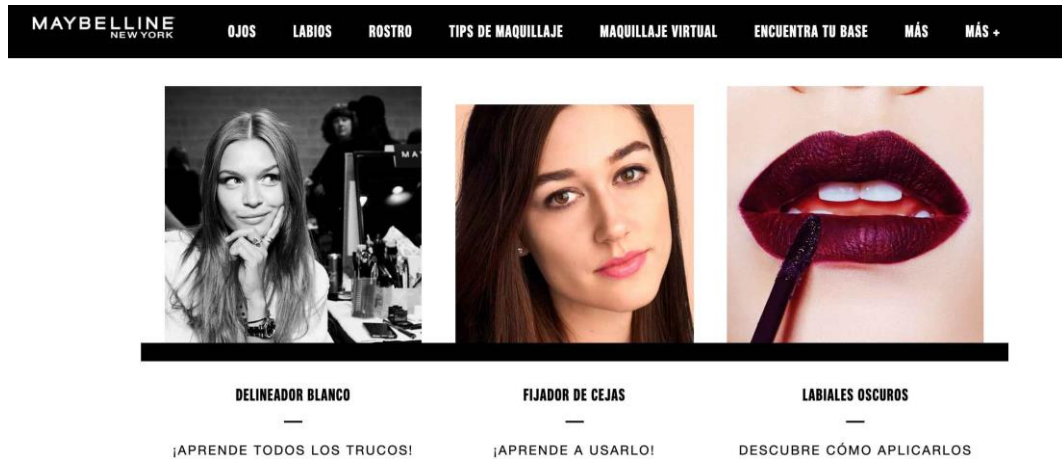 MAYBELLINE
NEW YORK
OJOS LABIOS ROSTRO TIPS DE MAQUILLAJE MAQUILLAJE VIRTUAL ENCUENTRA TU BASE MÁS MÁS +
MA
DELINEADOR BLANCO
¡APRENDE TODOS LOS TRUCOS!
FIJADOR DE CEJAS
¡APRENDE A USARLO!
LABIALES OSCUROS
DESCUBRE CÓMO APLICARLOS